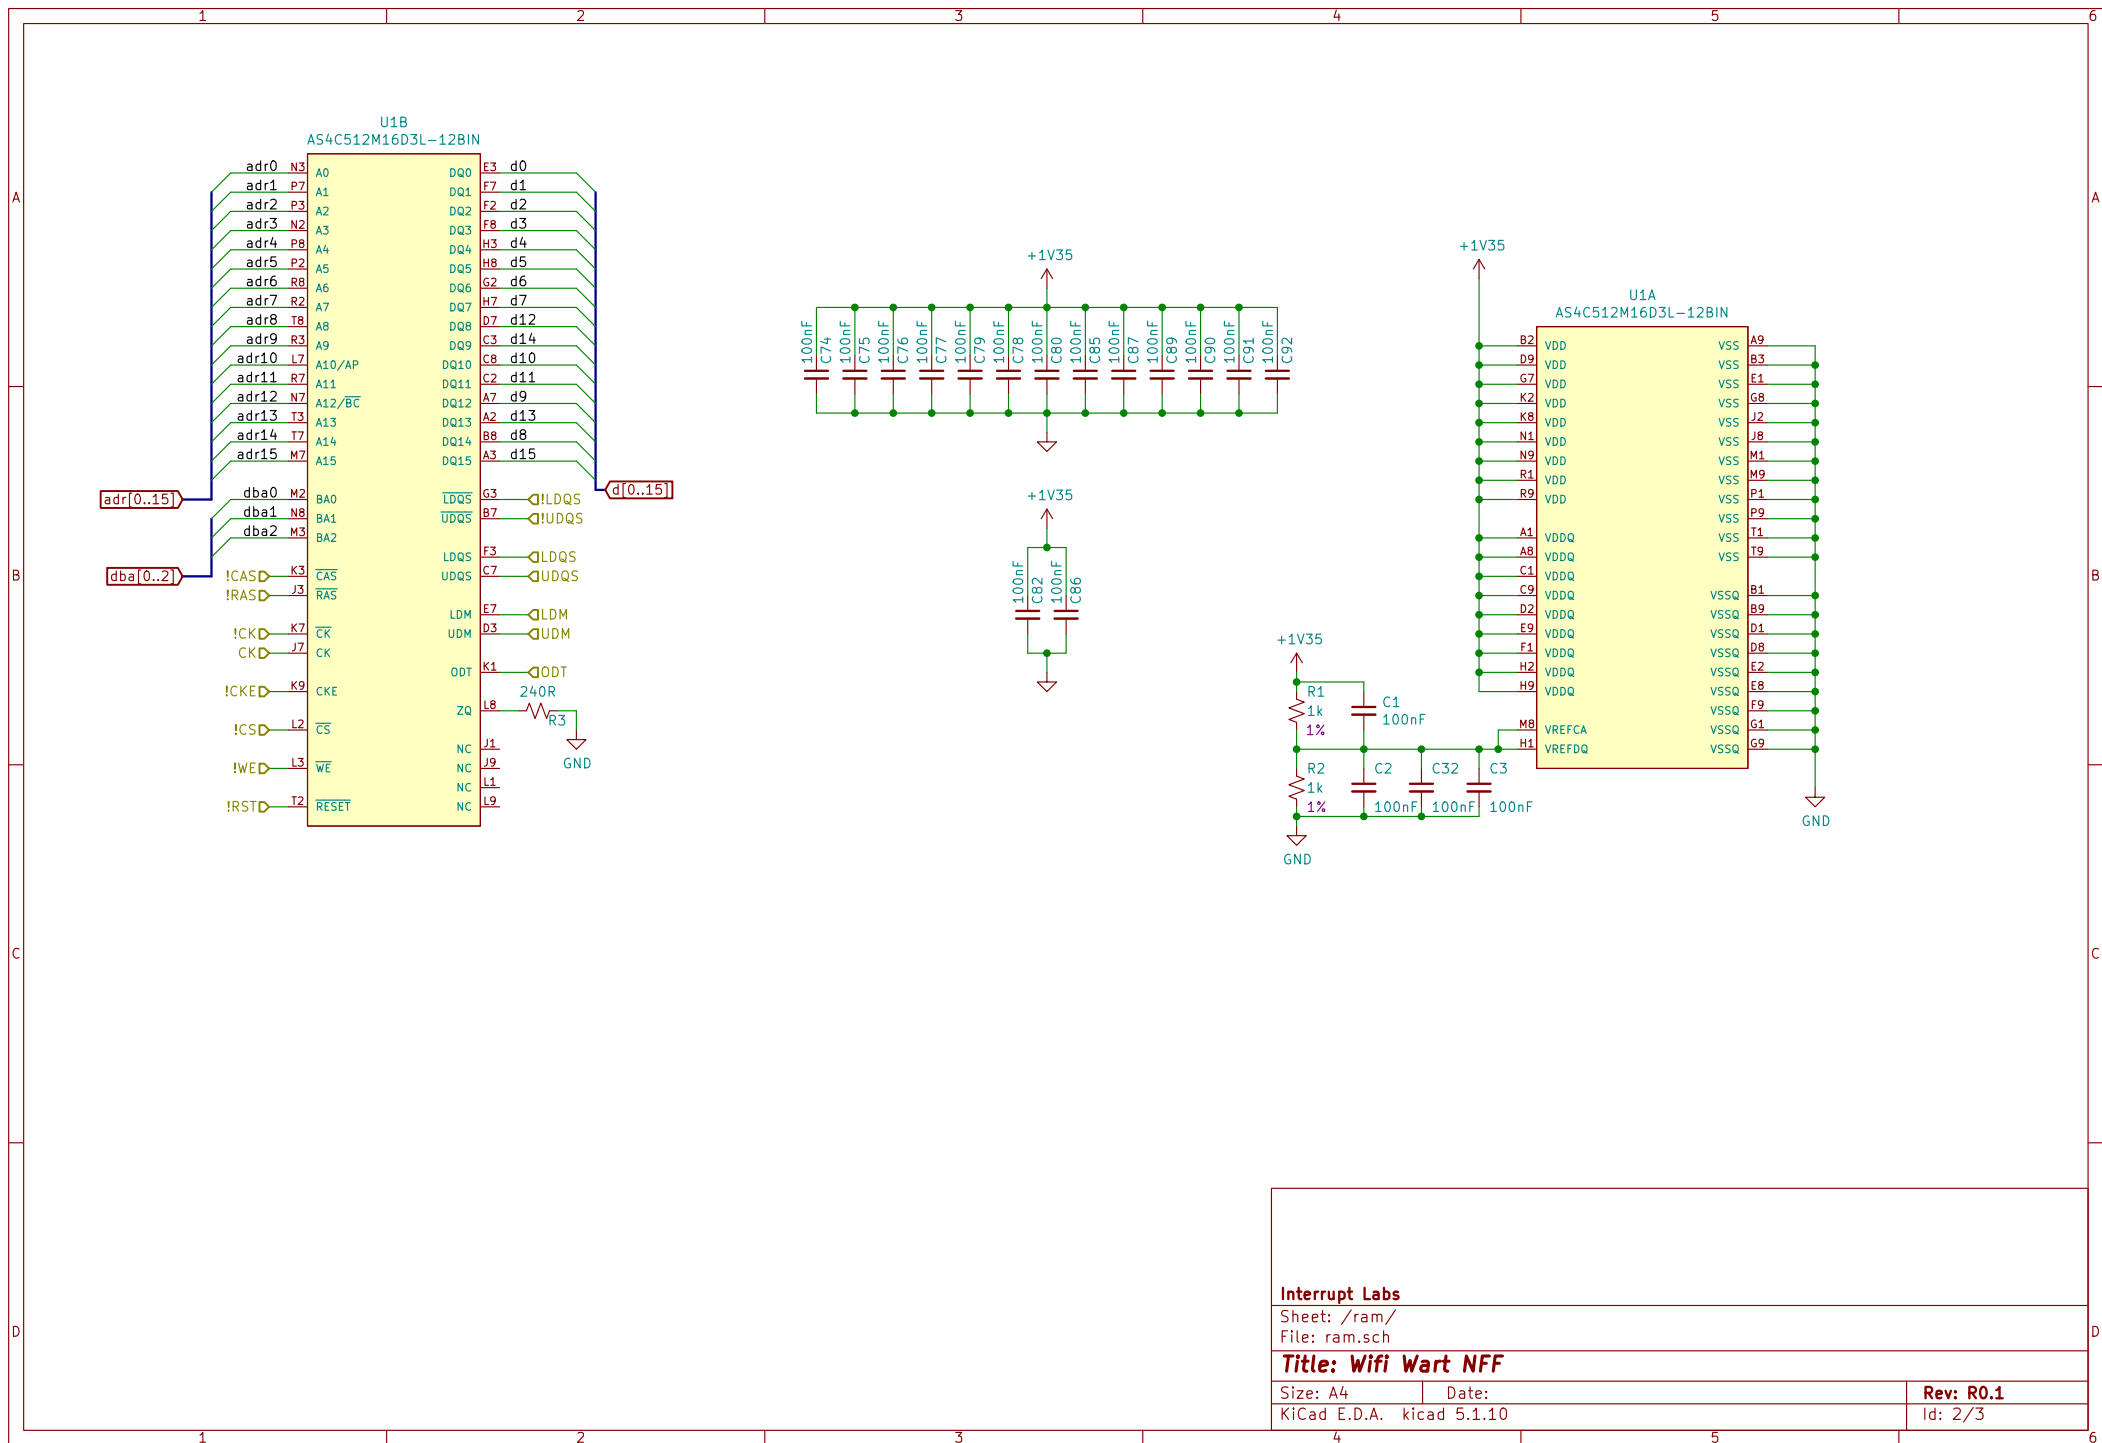 1 2 3 4 5 6
A A
B B
C C
D D
U1B
AS4C512M16D3L-12BIN
adr0 N3 A0 DQ0 E3 d0
adr1 P7 A1 DQ1 F7 d1
adr2 P3 A2 DQ2 F2 d2
adr3 N2 A3 DQ3 F8 d3
adr4 P8 A4 DQ4 H3 d4
adr5 P2 A5 DQ5 H8 d5
adr6 R8 A6 DQ6 G2 d6
adr7 R2 A7 DQ7 H7 d7
adr8 T8 A8 DQ8 D7 d12
adr9 R3 A9 DQ9 C3 d14
adr10 L7 A10/AP DQ10 C8 d10
adr11 R7 A11 DQ11 C2 d11
adr12 N7 A12/BC DQ12 A7 d9
adr13 T3 A13 DQ13 A2 d13
adr14 T7 A14 DQ14 B8 d8
adr15 M7 A15 DQ15 A3 d15
d[0..15]
adr[0..15] dba0 M2 BA0 LDQS G3 !LDQS
dba1 N8 BA1 UDQS B7 !UDQS
dba2 M3 BA2
LDQS F3 LDQS
dba[0..2] !CAS K3 CAS UDQS C7 UDQS
!RAS J3 RAS
LDM E7 LDM
!CK K7 CK UDM D3 UDM
CK J7 CK
ODT K1 ODT
!CKE K9 CKE 240R
ZQ L8 R3
!CS L2 CS
NC J1
GND
!WE L3 WE NC J9
NC L1
!RST T2 RESET NC L9
+1V35
100nF C74
100nF C75
100nF C76
100nF C77
100nF C79
100nF C78
100nF C80
100nF C85
100nF C87
100nF C89
100nF C90
100nF C91
100nF C92
+1V35
100nF C82
100nF C86
+1V35
R1
1k
1%
C1
100nF
R2
1k
1%
C2
100nF
C32
100nF
C3
100nF
GND
+1V35
U1A
AS4C512M16D3L-12BIN
B2 VDD VSS A9
D9 VDD VSS B3
G7 VDD VSS E1
K2 VDD VSS G8
K8 VDD VSS J2
N1 VDD VSS J8
N9 VDD VSS M1
R1 VDD VSS M9
R9 VDD VSS P1
VSS P9
A1 VDDQ VSS T1
A8 VDDQ VSS T9
C1 VDDQ
C9 VDDQ VSSQ B1
D2 VDDQ VSSQ B9
E9 VDDQ VSSQ D1
F1 VDDQ VSSQ D8
H2 VDDQ VSSQ E2
H9 VDDQ VSSQ E8
VSSQ F9
M8 VREFCA VSSQ G1
H1 VREFDQ VSSQ G9
GND
Interrupt Labs
Sheet: /ram/
File: ram.sch
Title: Wifi Wart NFF
Size: A4 Date: Rev: R0.1
KiCad E.D.A. kicad 5.1.10 Id: 2/3
1 2 3 4 5 6